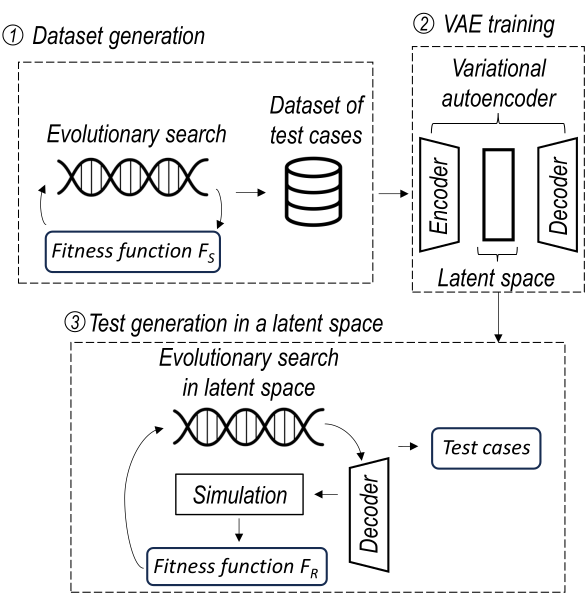 ① Dataset generation
Evolutionary search
Fitness function F_S
Dataset of
test cases
② VAE training
Variational
autoencoder
Encoder
Decoder
Latent space
③ Test generation in a latent space
Evolutionary search
in latent space
Test cases
Simulation
Decoder
Fitness function F_R